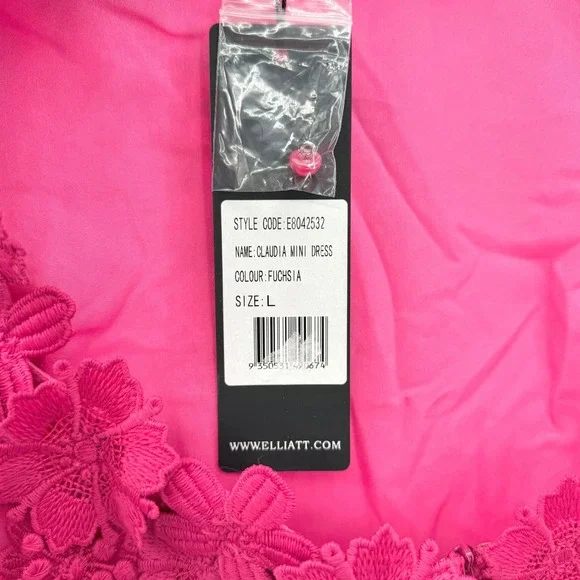 STYLE CODE:E8042532
NAME:CLAUDIA MINI DRESS
COLOUR:FUCHSIA
SIZE:L
WWW.ELLIATT.COM